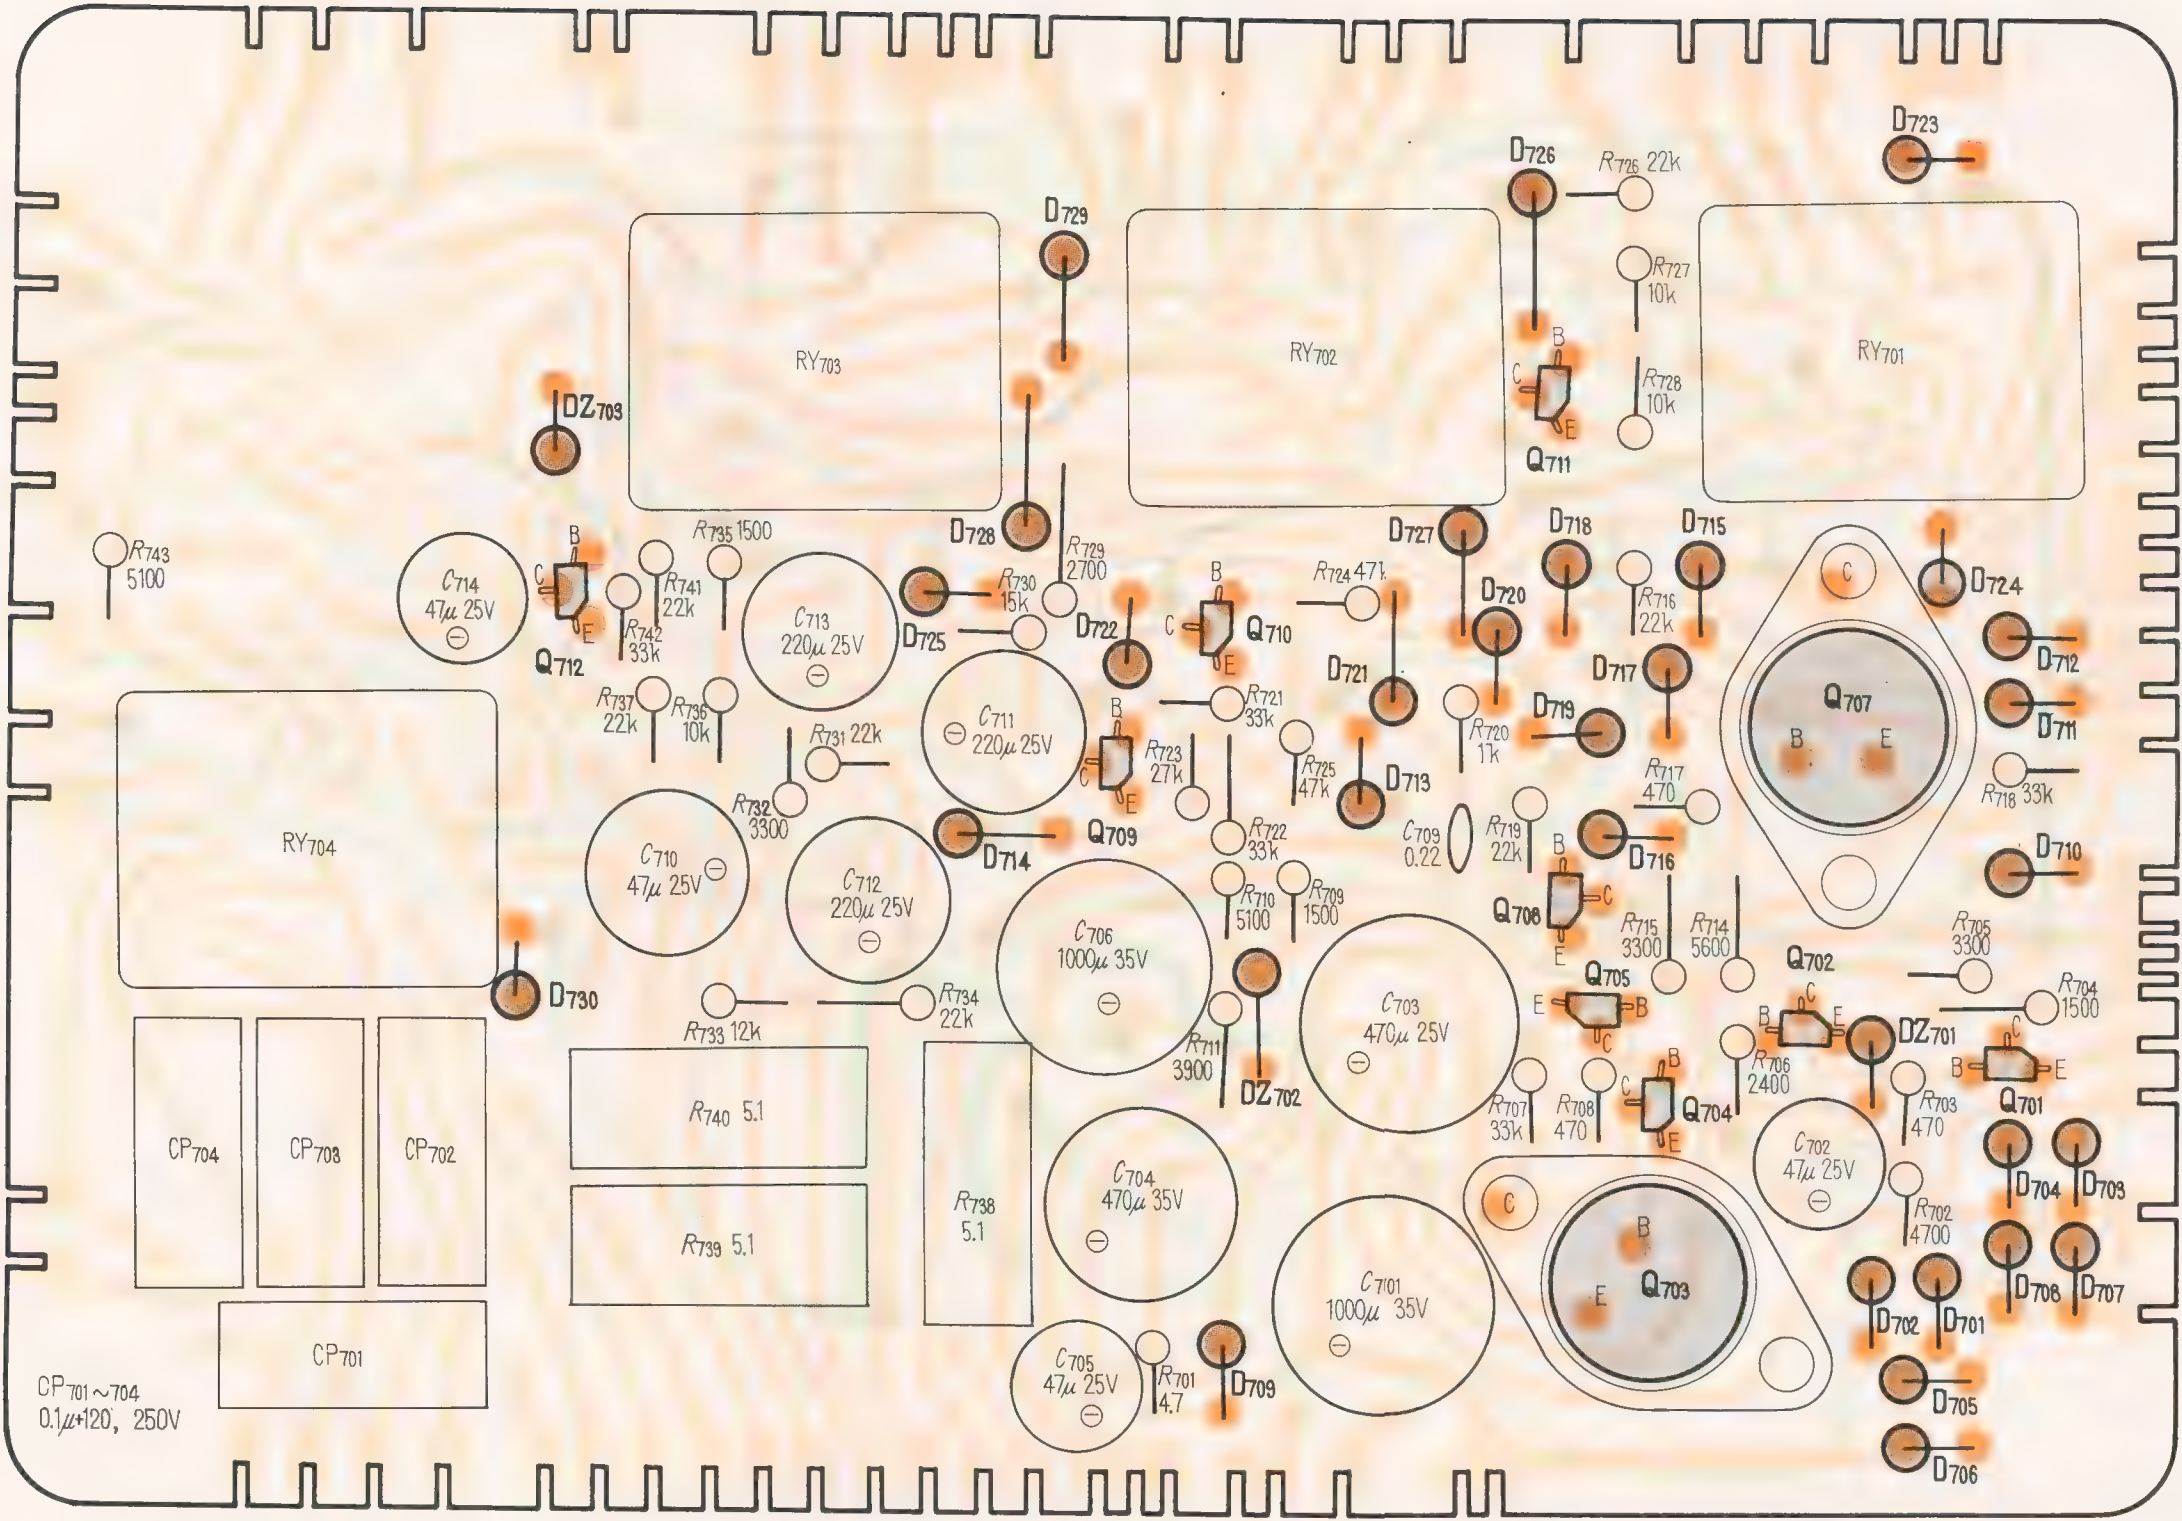 D723
D726
R726 22k
D729
R727
10k
RY703
RY702
RY701
B
C
E
R728
10k
Q711
DZ703
D728
R729
2700
D727
D718
D715
C
D724
R743
5100
C714
47μ 25V
⊖
B
C
E
Q712
R741
22k
R742
33k
R735 1500
C713
220μ 25V
⊖
D725
R730
15k
D722
B
C
E
Q710
R724 47k
D720
R716
22k
D712
D721
D717
D711
R737
22k
R736
10k
R731 22k
R732
3300
⊖
C711
220μ 25V
B
C
E
Q709
R721
33k
R723
27k
R725
47k
D713
R720
1k
D719
Q707
B
E
R717
470
R718 33k
RY704
C710
47μ 25V
⊖
C712
220μ 25V
⊖
D714
R722
33k
C709
0.22
R719
22k
D716
D710
R710
5100
R709
1500
B
C
E
Q708
R715
3300
R714
5600
R705
3300
D730
R733 12k
R734
22k
C706
1000μ 35V
⊖
C703
470μ 25V
⊖
Q705
E
B
C
Q702
B
C
E
R704
1500
R711
3900
DZ702
R706
2400
DZ701
C
B
E
Q701
CP704
CP703
CP702
R740 5.1
R739 5.1
R738
5.1
C704
470μ 35V
⊖
R707
33k
R708
470
B
C
E
Q704
R703
470
C702
47μ 25V
⊖
R702
4700
D704
D703
C
B
E
Q703
D708
D707
C701
1000μ 35V
⊖
D702
D701
CP701
C705
47μ 25V
⊖
R701
4.7
D709
D705
D706
CP701~704
0.1μ+120, 250V